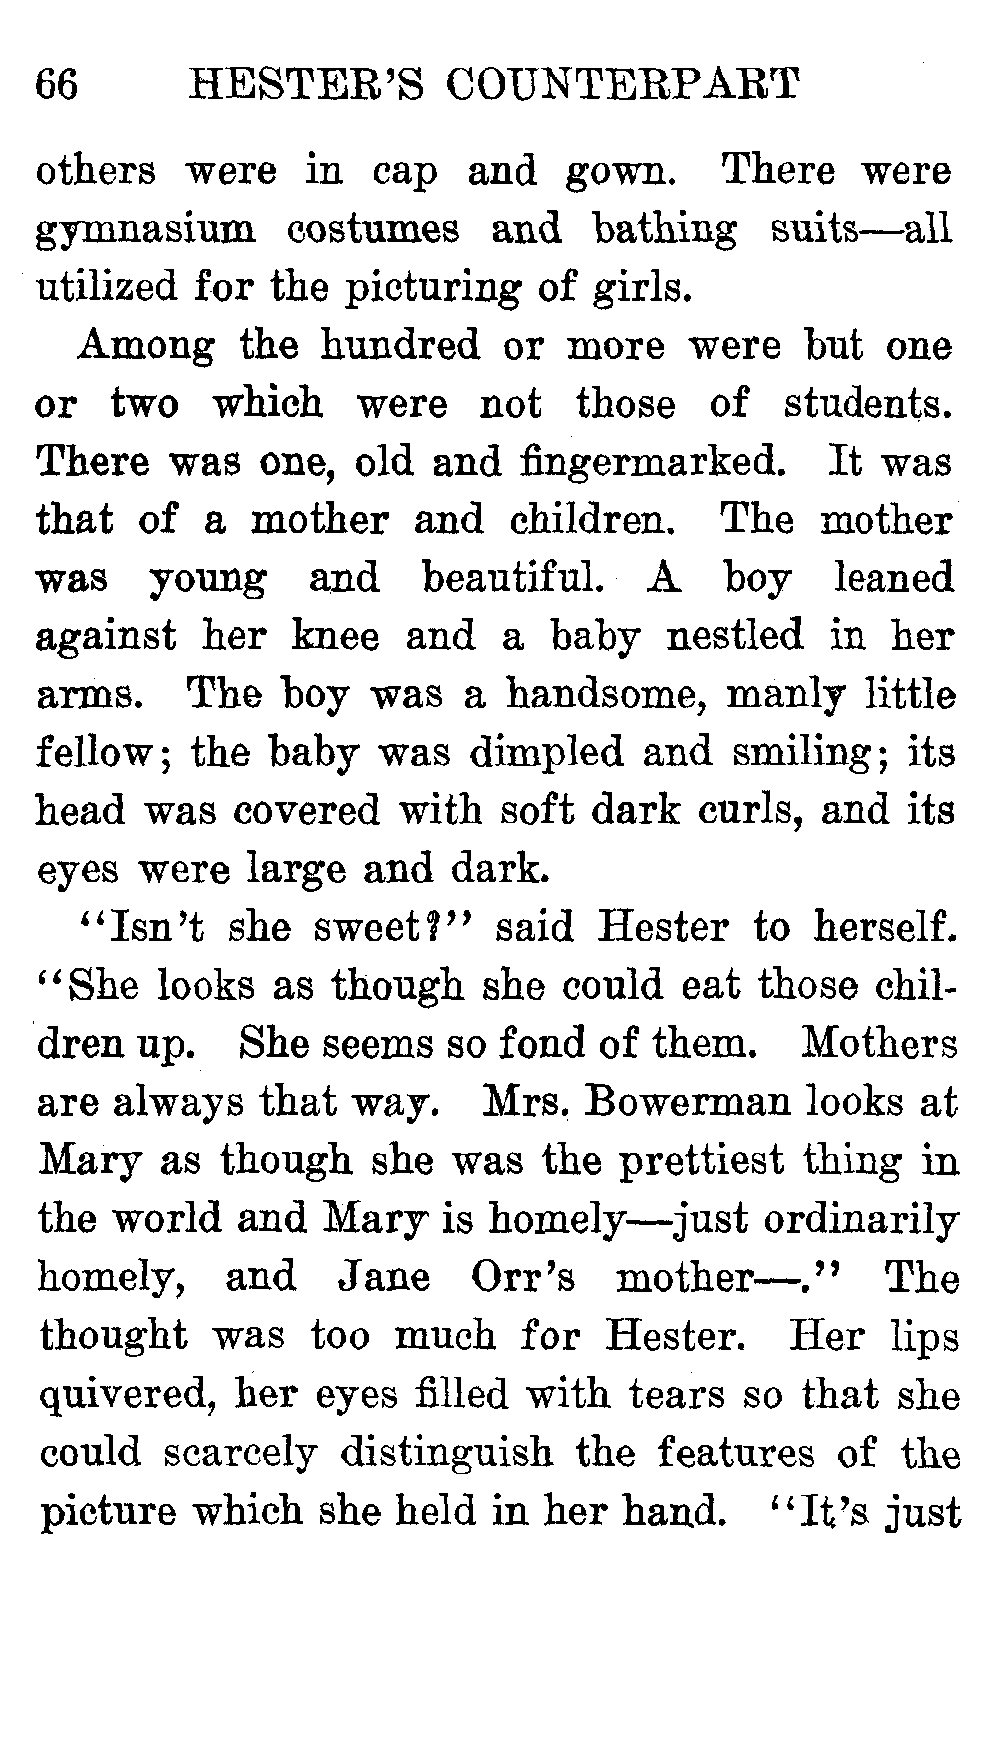 66 HESTER'S COUNTERPART
others were in cap and gown. There were
gymnasium costumes and bathing suits—all
utilized for the picturing of girls.
Among the hundred or more were but one
or two which were not those of students.
There was one, old and fingermarked. It was
that of a mother and children. The mother
was young and beautiful. A boy leaned
against her knee and a baby nestled in her
arms. The boy was a handsome, manly little
fellow; the baby was dimpled and smiling; its
head was covered with soft dark curls, and its
eyes were large and dark.
"Isn't she sweet?" said Hester to herself.
"She looks as though she could eat those chil-
dren up. She seems so fond of them. Mothers
are always that way. Mrs. Bowerman looks at
Mary as though she was the prettiest thing in
the world and Mary is homely—just ordinarily
homely, and Jane Orr's mother—." The
thought was too much for Hester. Her lips
quivered, her eyes filled with tears so that she
could scarcely distinguish the features of the
picture which she held in her hand. "It's just